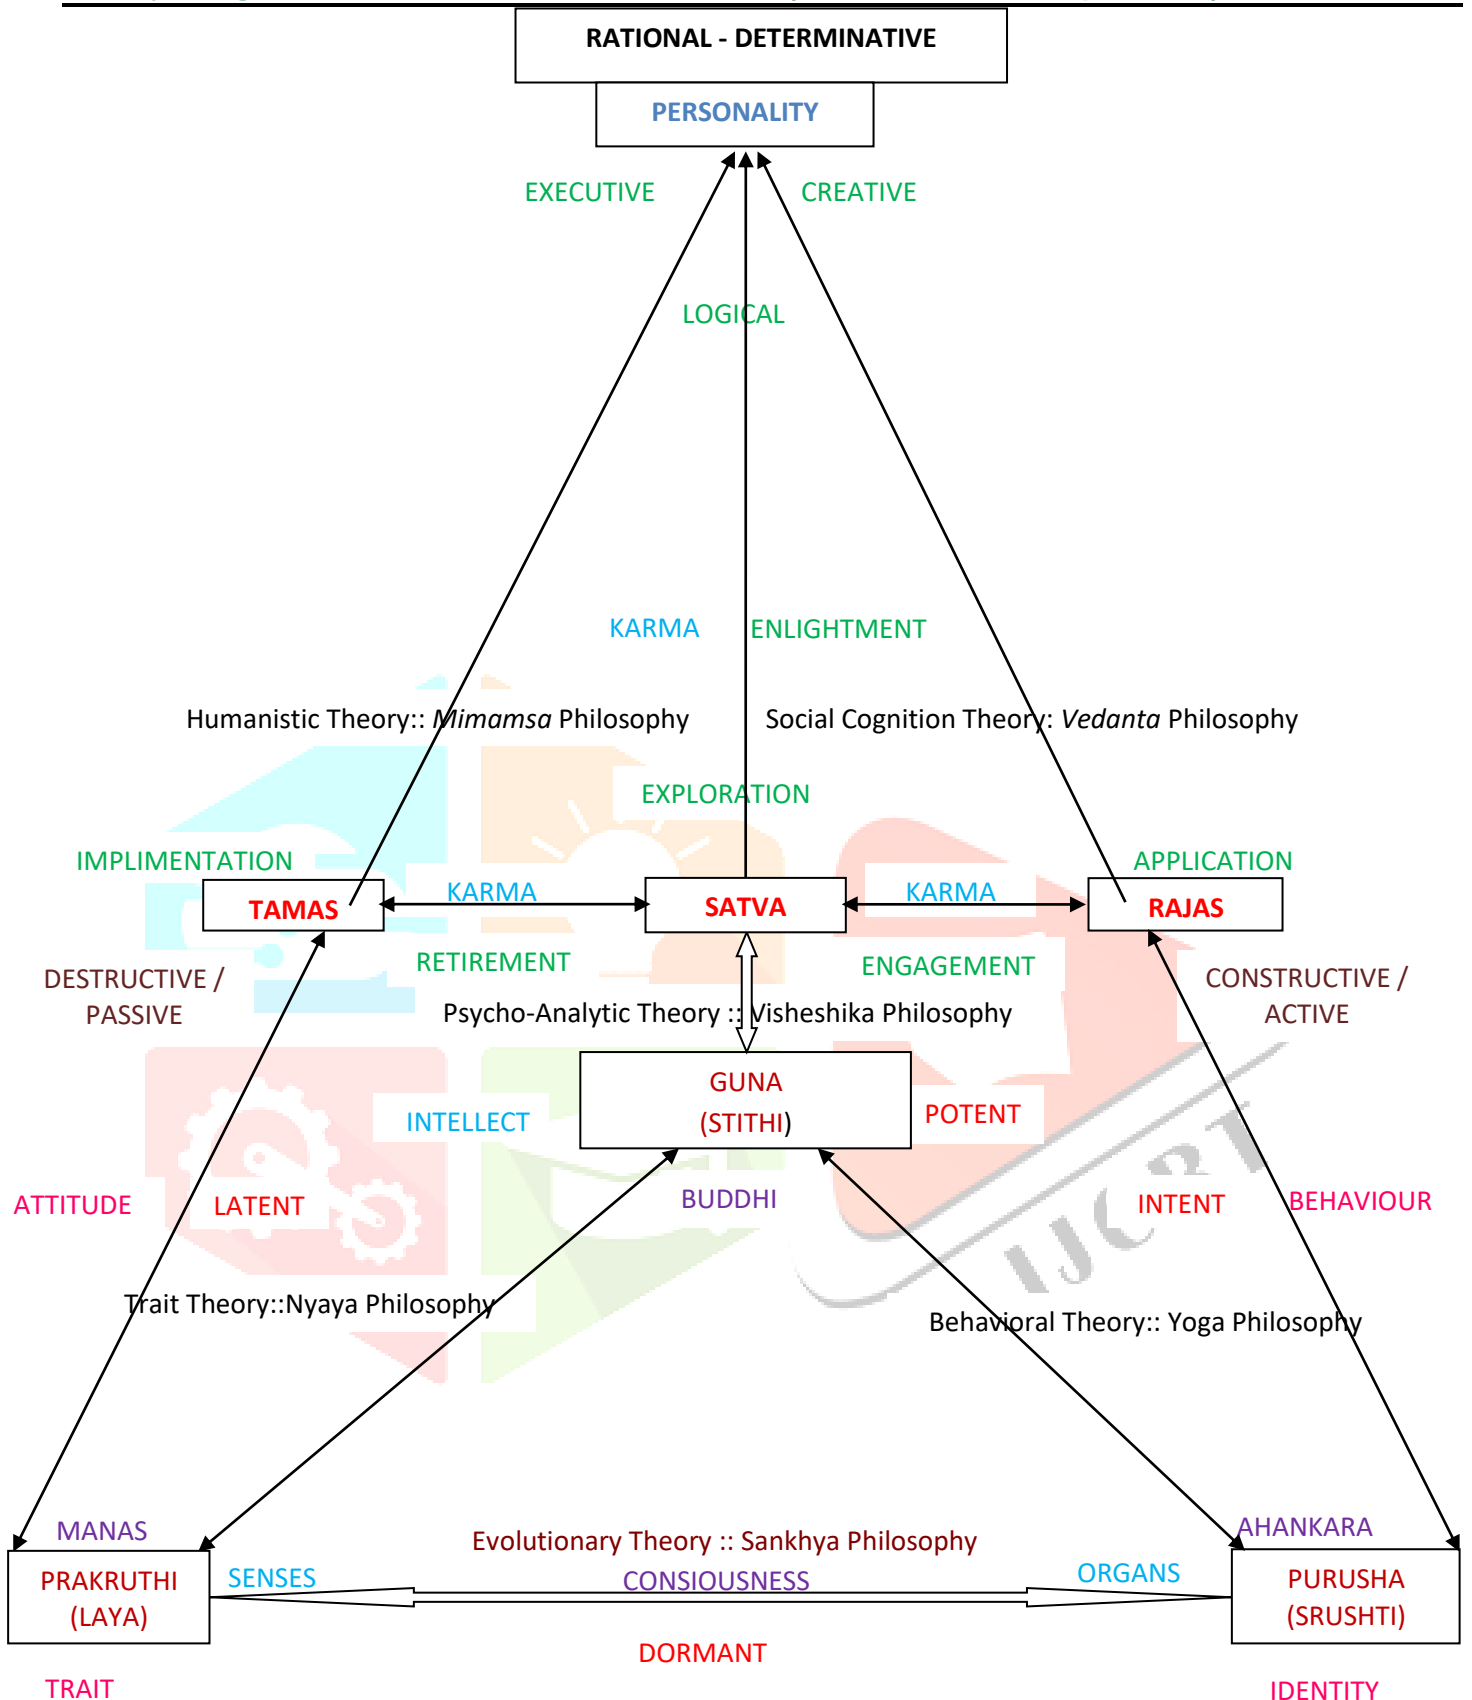 RATIONAL - DETERMINATIVE
PERSONALITY
EXECUTIVE
CREATIVE
LOGICAL
KARMA
ENLIGHTMENT
Humanistic Theory:: Mimamsa Philosophy
Social Cognition Theory: Vedanta Philosophy
EXPLORATION
IMPLIMENTATION
APPLICATION
TAMAS
KARMA
SATVA
KARMA
RAJAS
RETIREMENT
ENGAGEMENT
DESTRUCTIVE /
PASSIVE
CONSTRUCTIVE /
ACTIVE
Psycho-Analytic Theory :: Visheshika Philosophy
GUNA
(STITHI)
INTELLECT
POTENT
ATTITUDE
LATENT
BUDDHI
INTENT
BEHAVIOUR
IJCRT
Trait Theory::Nyaya Philosophy
Behavioral Theory:: Yoga Philosophy
MANAS
AHANKARA
Evolutionary Theory :: Sankhya Philosophy
PRAKRUTHI
(LAYA)
SENSES
CONSIOUSNESS
ORGANS
PURUSHA
(SRUSHTI)
DORMANT
TRAIT
IDENTITY